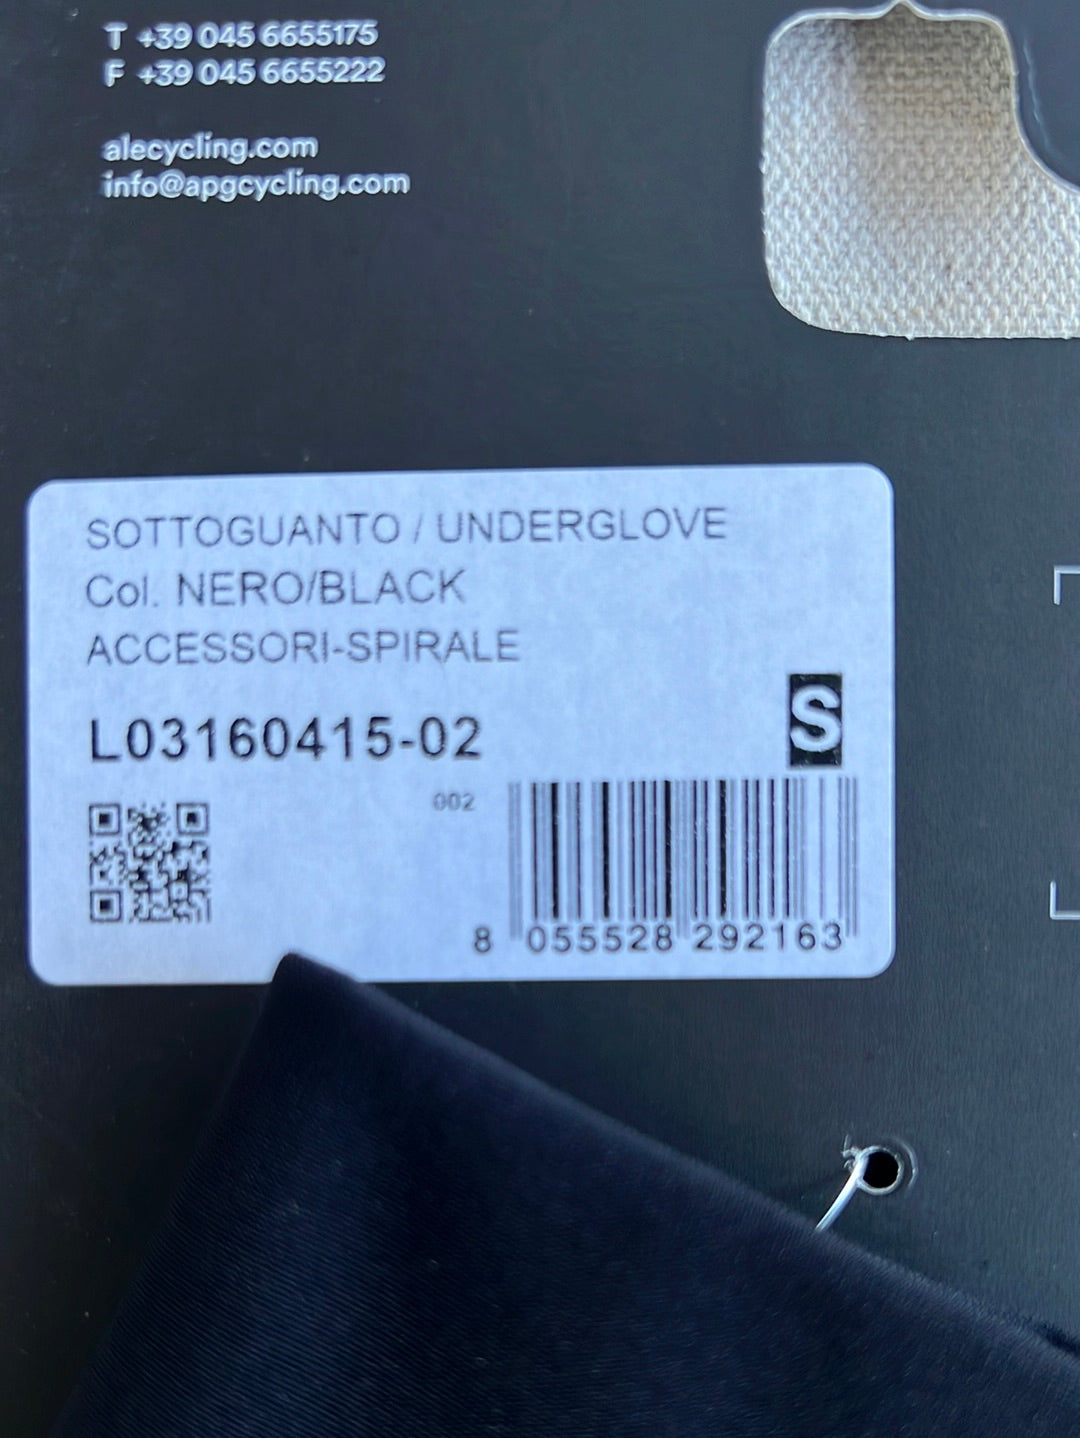 T +39 045 6655175
F +39 045 6655222
alecycling.com
info@apgcycling.com
SOTTOGUANTO / UNDERGLOVE
Col. NERO/BLACK
ACCESSORI-SPIRALE
L03160415-02
S
002
8 055528 292163